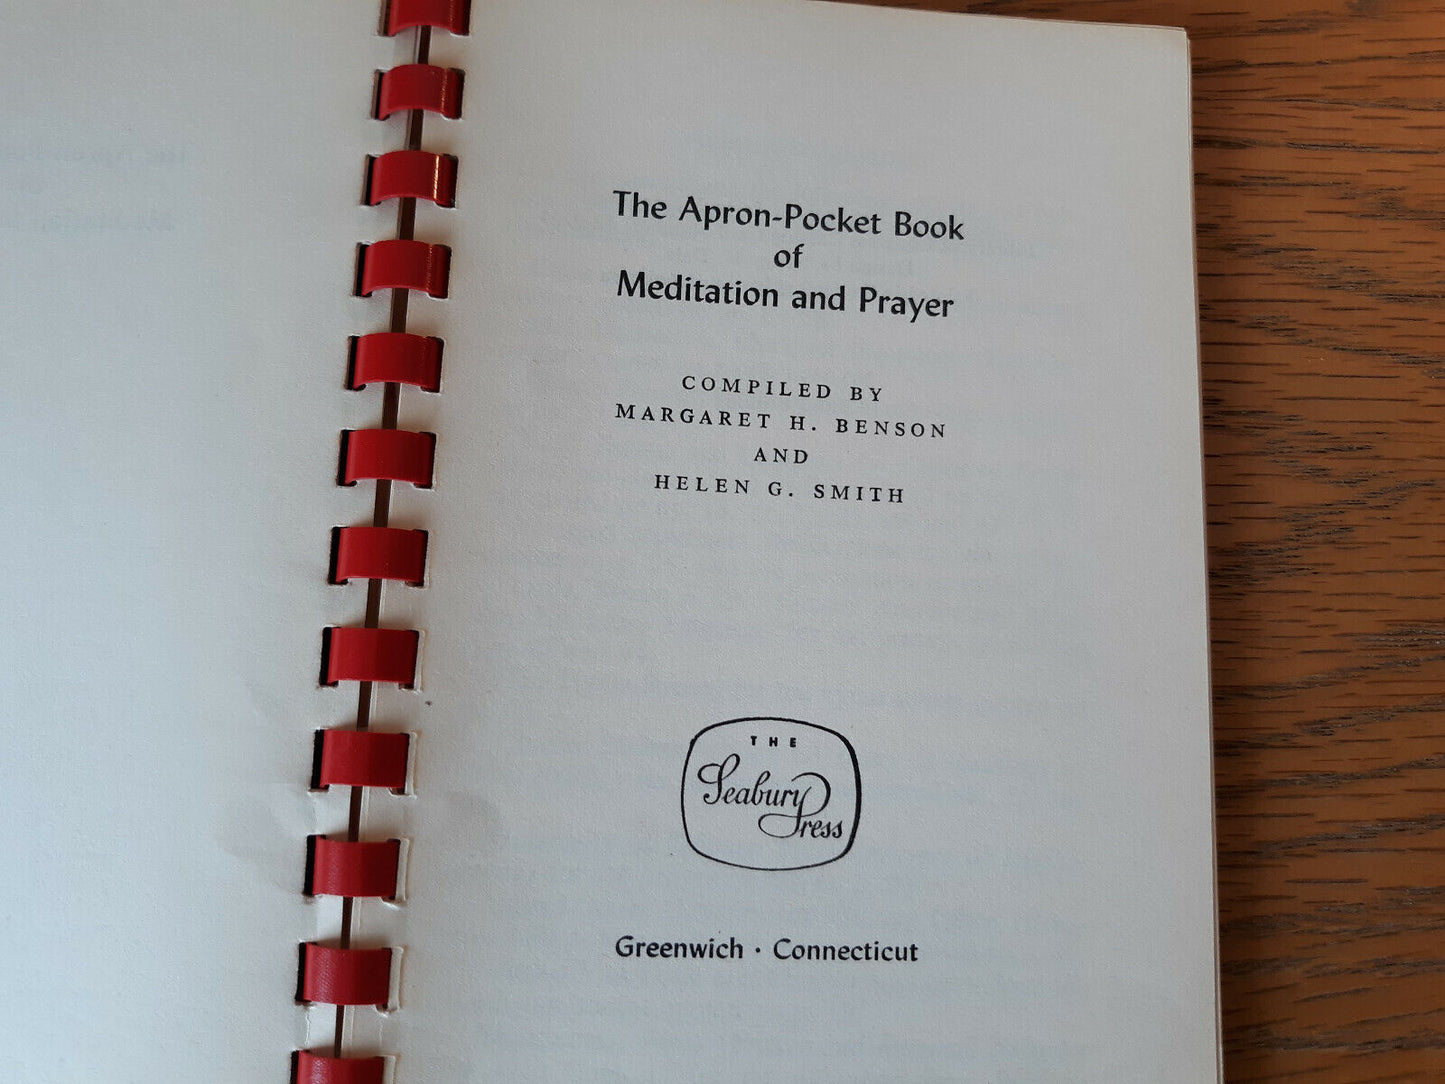 The Apron-Pocket Book
of
Meditation and Prayer
COMPILED BY
MARGARET H. BENSON
AND
HELEN G. SMITH
THE
Seabury
Press
Greenwich · Connecticut